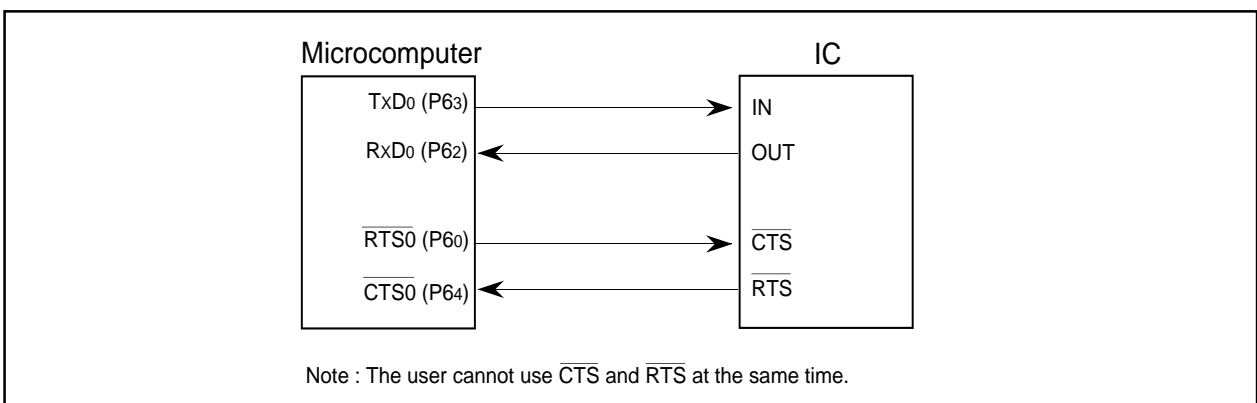 Microcomputer
IC
TxD0 (P63)
IN
RxD0 (P62)
OUT
RTS0 (P60)
CTS
CTS0 (P64)
RTS
Note : The user cannot use CTS and RTS at the same time.